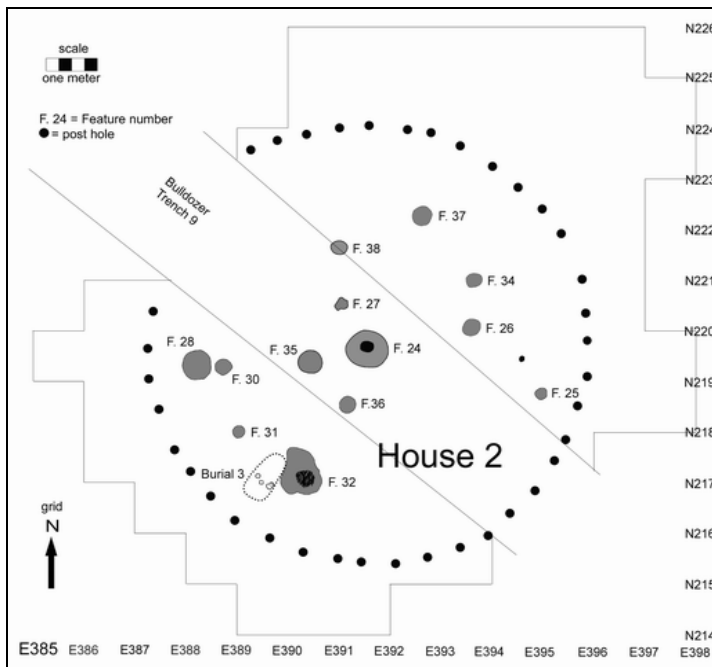 scale
one meter
F. 24 = Feature number
= post hole
Bulldozer
Trench 9
N226
N225
N224
N223
N222
N221
N220
N219
N218
N217
N216
N215
N214
F. 37
F. 38
F. 34
F. 27
F. 26
F. 28
F. 35
F. 24
F. 30
F. 25
F. 36
F. 31
House 2
Burial 3
F. 32
grid
N
E385 E386 E387 E388 E389 E390 E391 E392 E393 E394 E395 E396 E397 E398